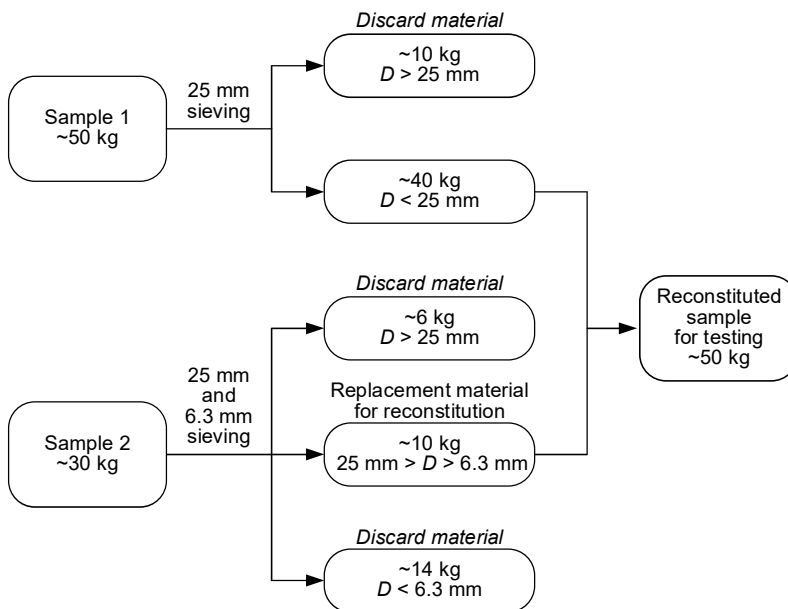 Discard material
~10 kg
D > 25 mm
Sample 1
~50 kg
25 mm
sieving
~40 kg
D < 25 mm
Discard material
~6 kg
D > 25 mm
Reconstituted
sample
for testing
~50 kg
Sample 2
~30 kg
25 mm
and
6.3 mm
sieving
Replacement material
for reconstitution
~10 kg
25 mm > D > 6.3 mm
Discard material
~14 kg
D < 6.3 mm